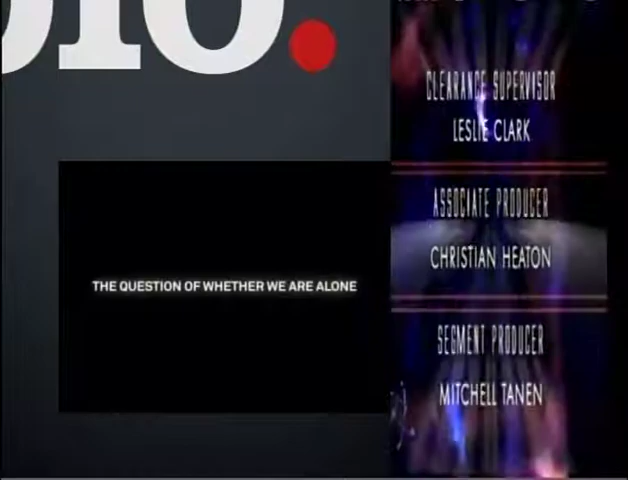 bio.
THE QUESTION OF WHETHER WE ARE ALONE
CLEARANCE SUPERVISOR
LESLIE CLARK
ASSOCIATE PRODUCER
CHRISTIAN HEATON
SEGMENT PRODUCER
MITCHELL TANEN